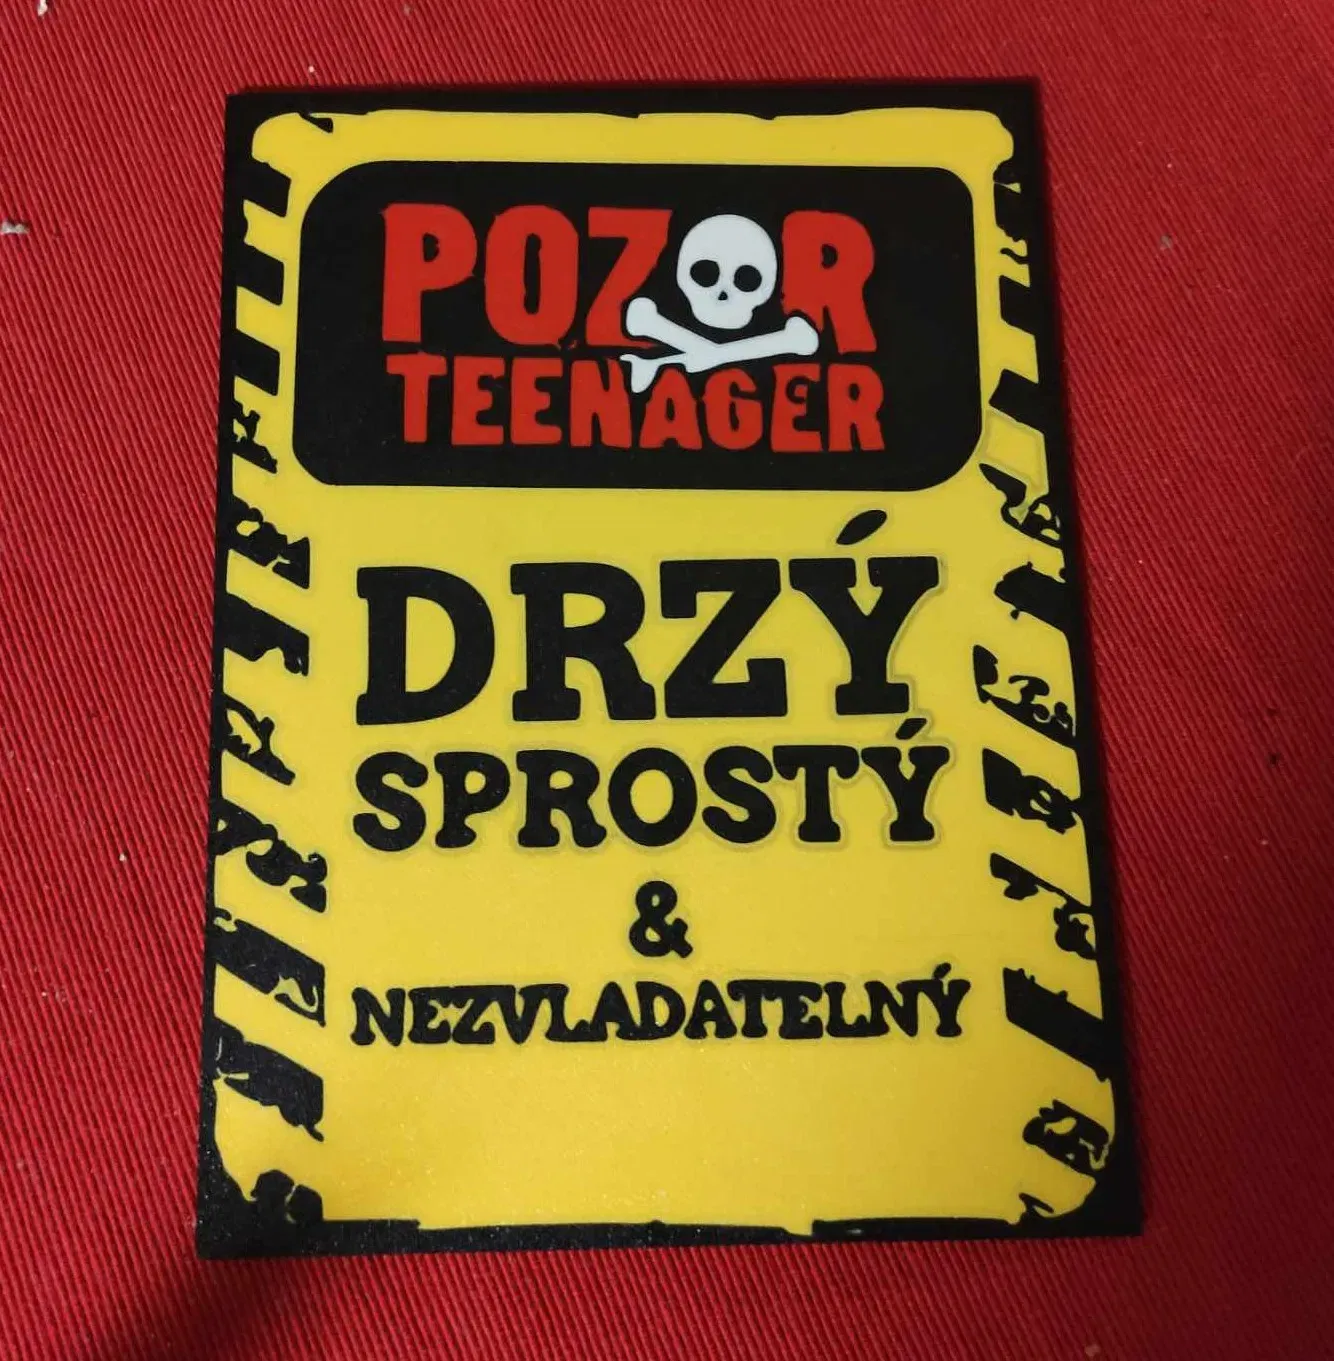 POZOR
TEENAGER
DRZÝ
SPROSTÝ
&
NEZVLADATELNÝ